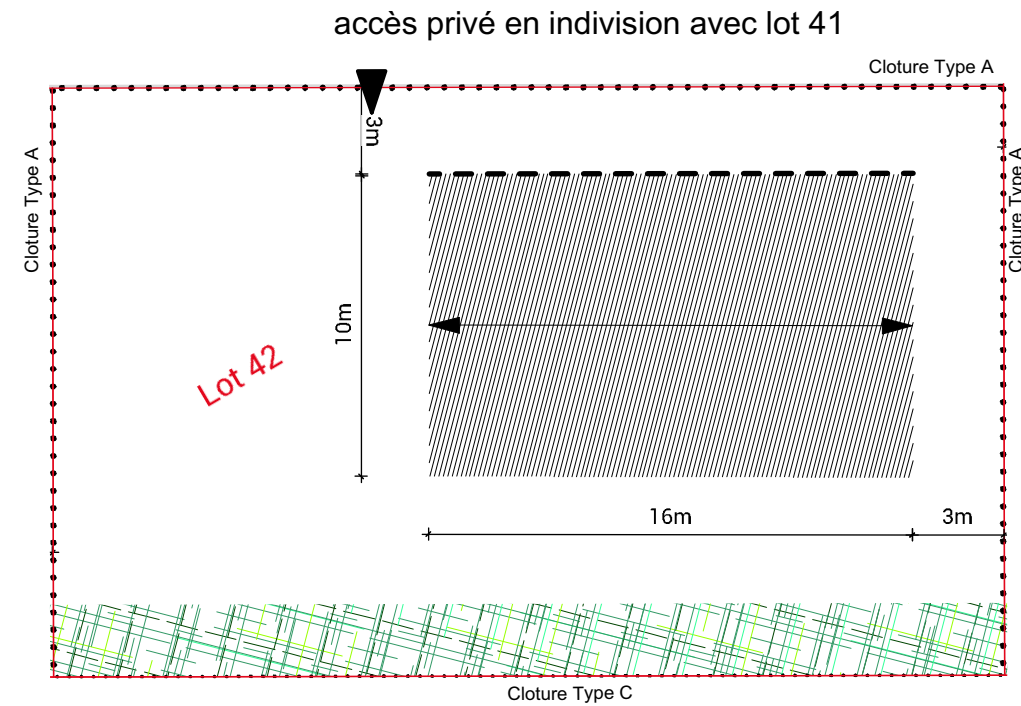 accès privé en indivision avec lot 41
Cloture Type A
3m
Cloture Type A
Cloture Type A
10m
Lot 42
16m
3m
Cloture Type C